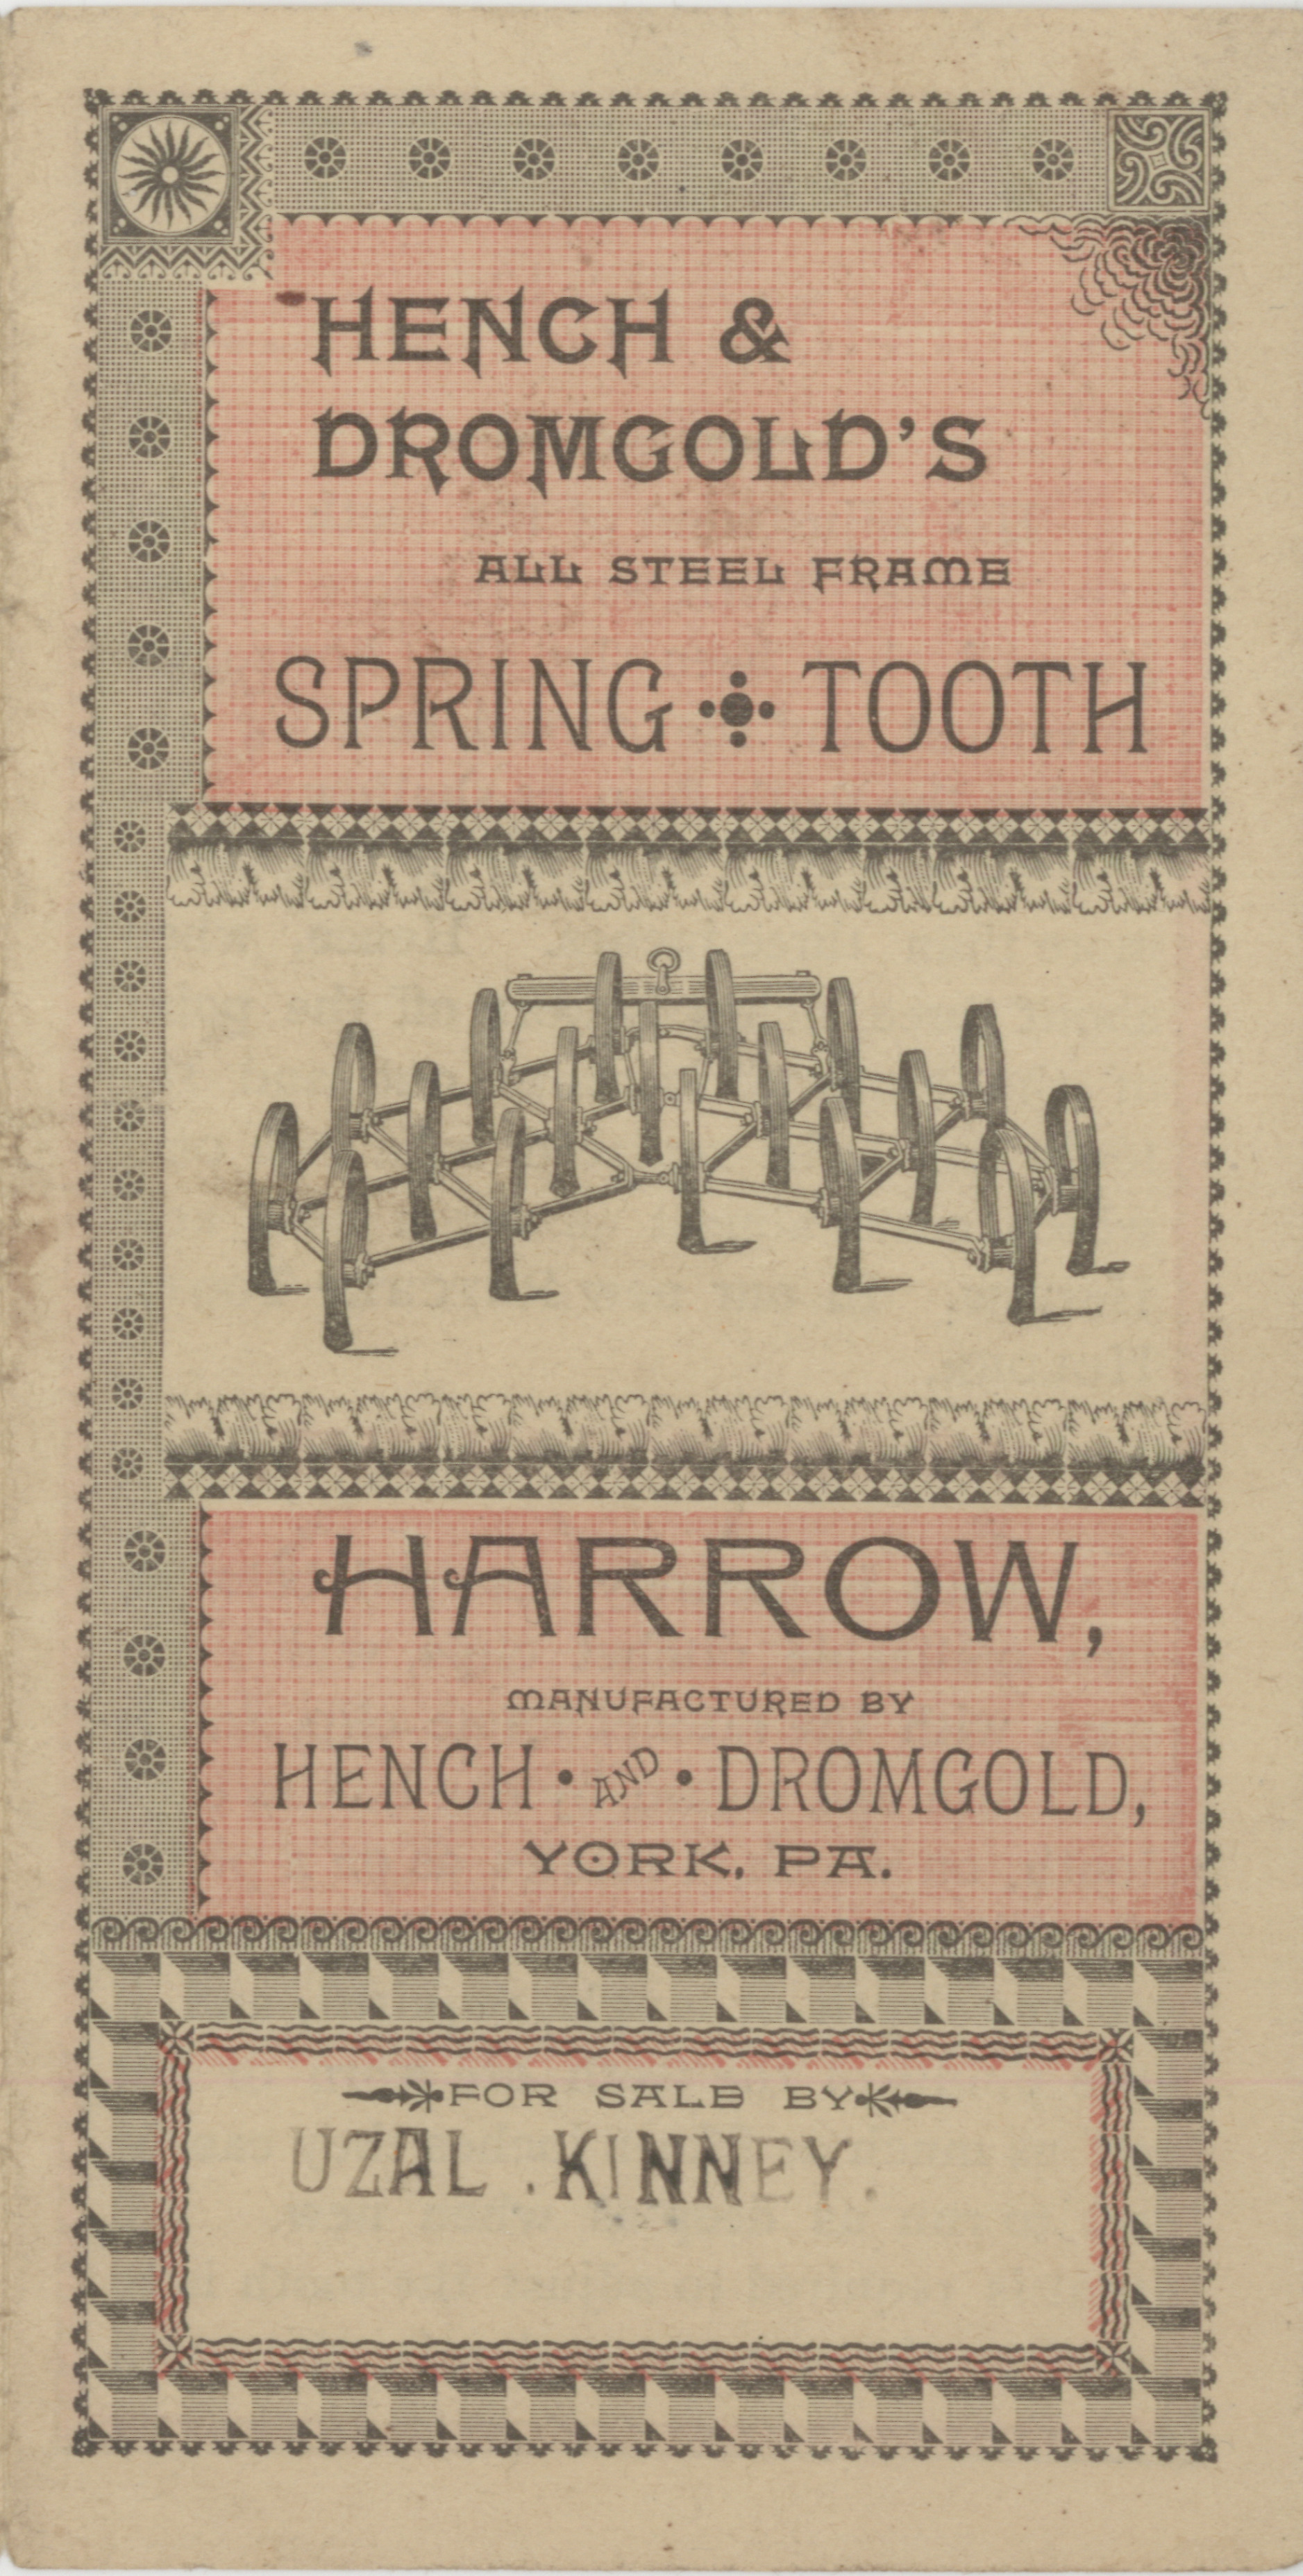 HENCH &
DROMGOLD'S
ALL STEEL FRAME
SPRING TOOTH
HARROW,
MANUFACTURED BY
HENCH • AND • DROMGOLD,
YORK, PA.
FOR SALE BY
UZAL . KINNEY.